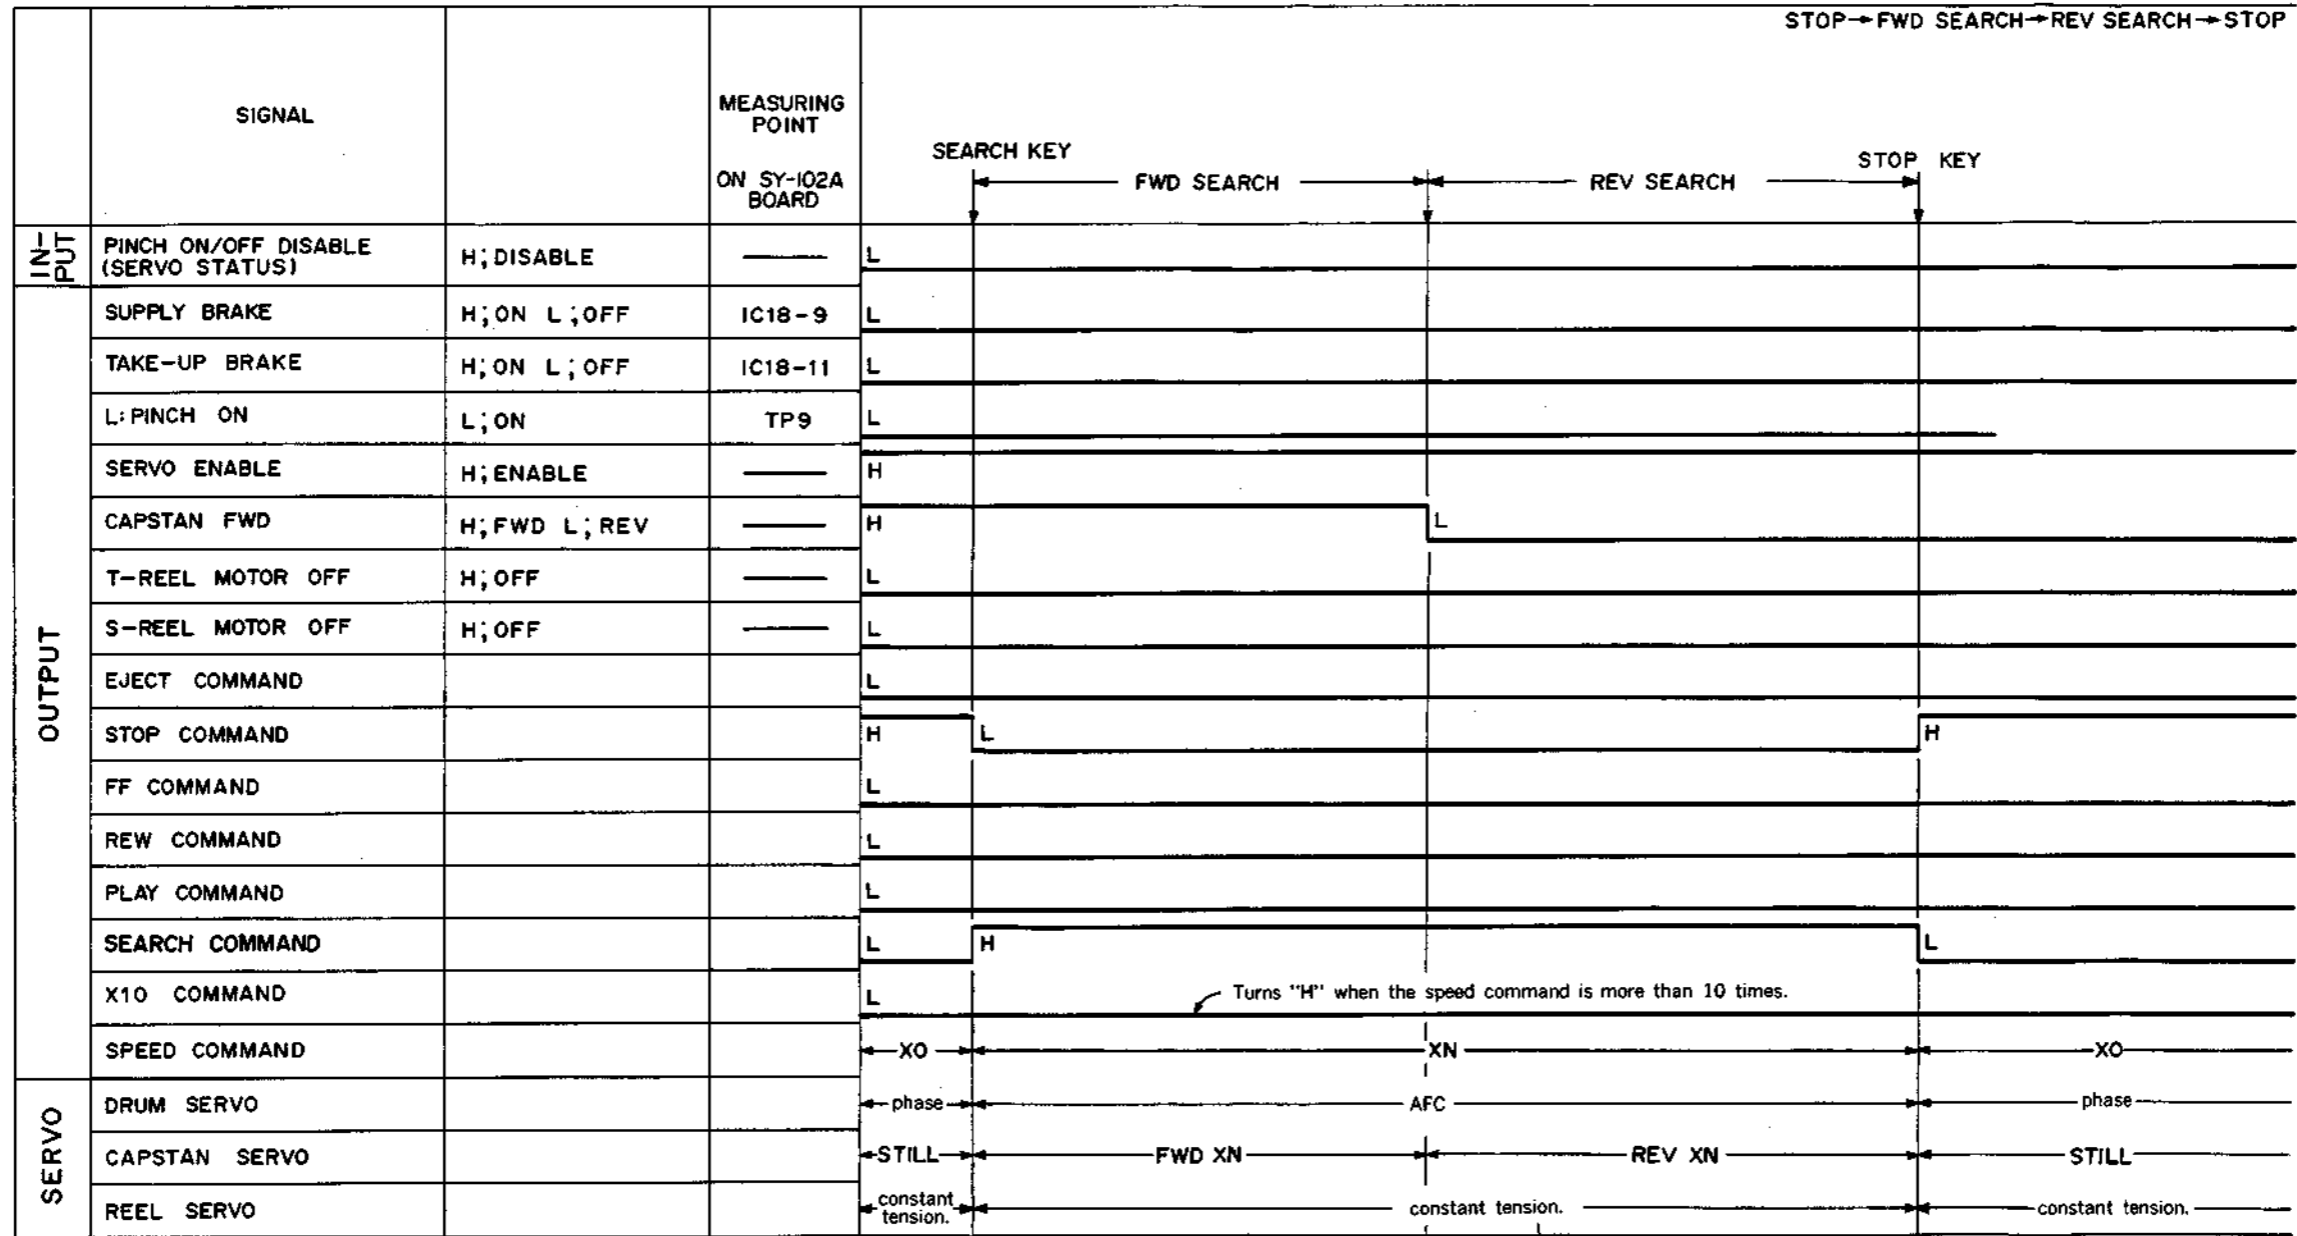 STOP→FWD SEARCH→REV SEARCH→STOP
SIGNAL
MEASURING
POINT
ON SY-102A
BOARD
SEARCH KEY
FWD SEARCH
REV SEARCH
STOP KEY
IN-
PUT
PINCH ON/OFF DISABLE
(SERVO STATUS)
H;DISABLE
L
OUTPUT
SUPPLY BRAKE
H;ON L;OFF
IC18-9
L
TAKE-UP BRAKE
H;ON L;OFF
IC18-11
L
L:PINCH ON
L;ON
TP9
L
SERVO ENABLE
H;ENABLE
H
CAPSTAN FWD
H;FWD L;REV
H
L
T-REEL MOTOR OFF
H;OFF
L
S-REEL MOTOR OFF
H;OFF
L
EJECT COMMAND
L
STOP COMMAND
H
L
H
FF COMMAND
L
REW COMMAND
L
PLAY COMMAND
L
SEARCH COMMAND
L
H
L
X10 COMMAND
L
Turns "H" when the speed command is more than 10 times.
SPEED COMMAND
X0
XN
X0
SERVO
DRUM SERVO
phase
AFC
phase
CAPSTAN SERVO
STILL
FWD XN
REV XN
STILL
REEL SERVO
constant
tension.
constant tension.
constant tension.